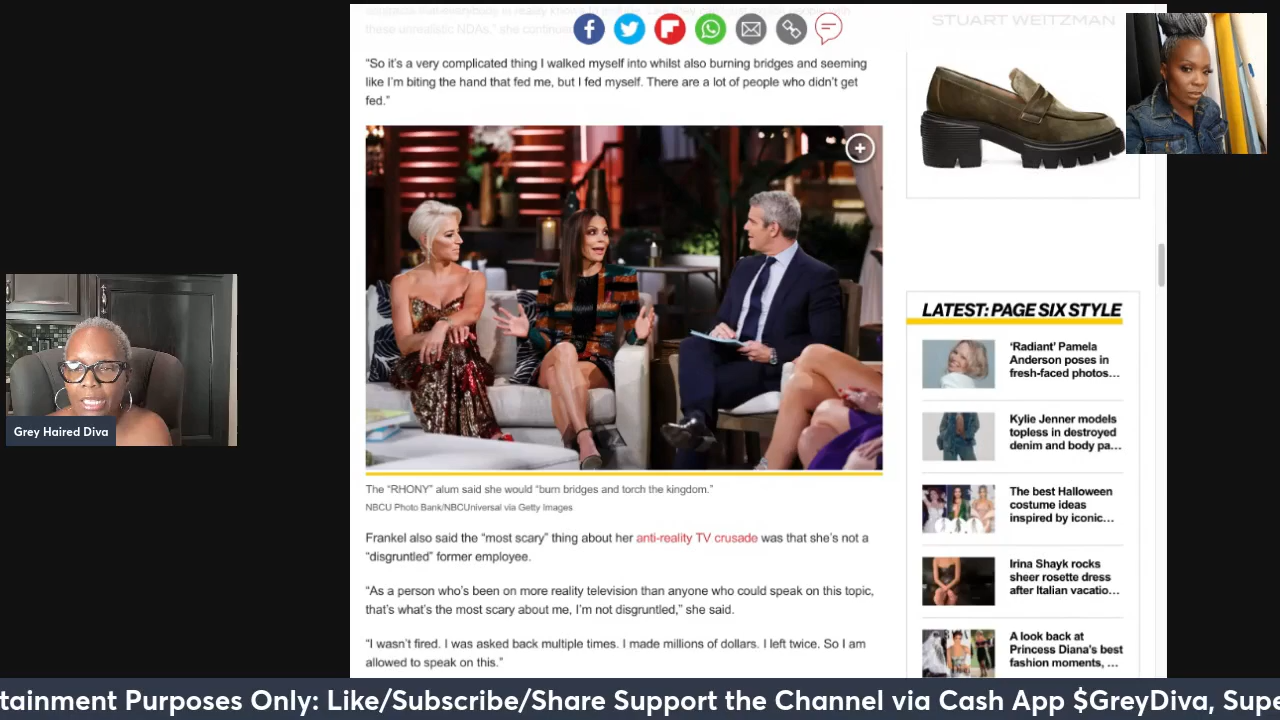 these unrealistic NDAs," she continue
STUART WEITZMAN
“So it’s a very complicated thing I walked myself into whilst also burning bridges and seeming
like I’m biting the hand that fed me, but I fed myself. There are a lot of people who didn’t get
fed.”
The “RHONY” alum said she would “burn bridges and torch the kingdom.”
NBCU Photo Bank/NBCUniversal via Getty Images
Frankel also said the “most scary” thing about her anti-reality TV crusade was that she’s not a
“disgruntled” former employee.
“As a person who’s been on more reality television than anyone who could speak on this topic,
that’s what’s the most scary about me, I’m not disgruntled,” she said.
“I wasn’t fired. I was asked back multiple times. I made millions of dollars. I left twice. So I am
allowed to speak on this.”
LATEST: PAGE SIX STYLE
‘Radiant’ Pamela
Anderson poses in
fresh-faced photos…
Kylie Jenner models
topless in destroyed
denim and body pa…
The best Halloween
costume ideas
inspired by iconic…
Irina Shayk rocks
sheer rosette dress
after Italian vacatio…
A look back at
Princess Diana’s best
fashion moments, …
Grey Haired Diva
tainment Purposes Only: Like/Subscribe/Share Support the Channel via Cash App $GreyDiva, Supe